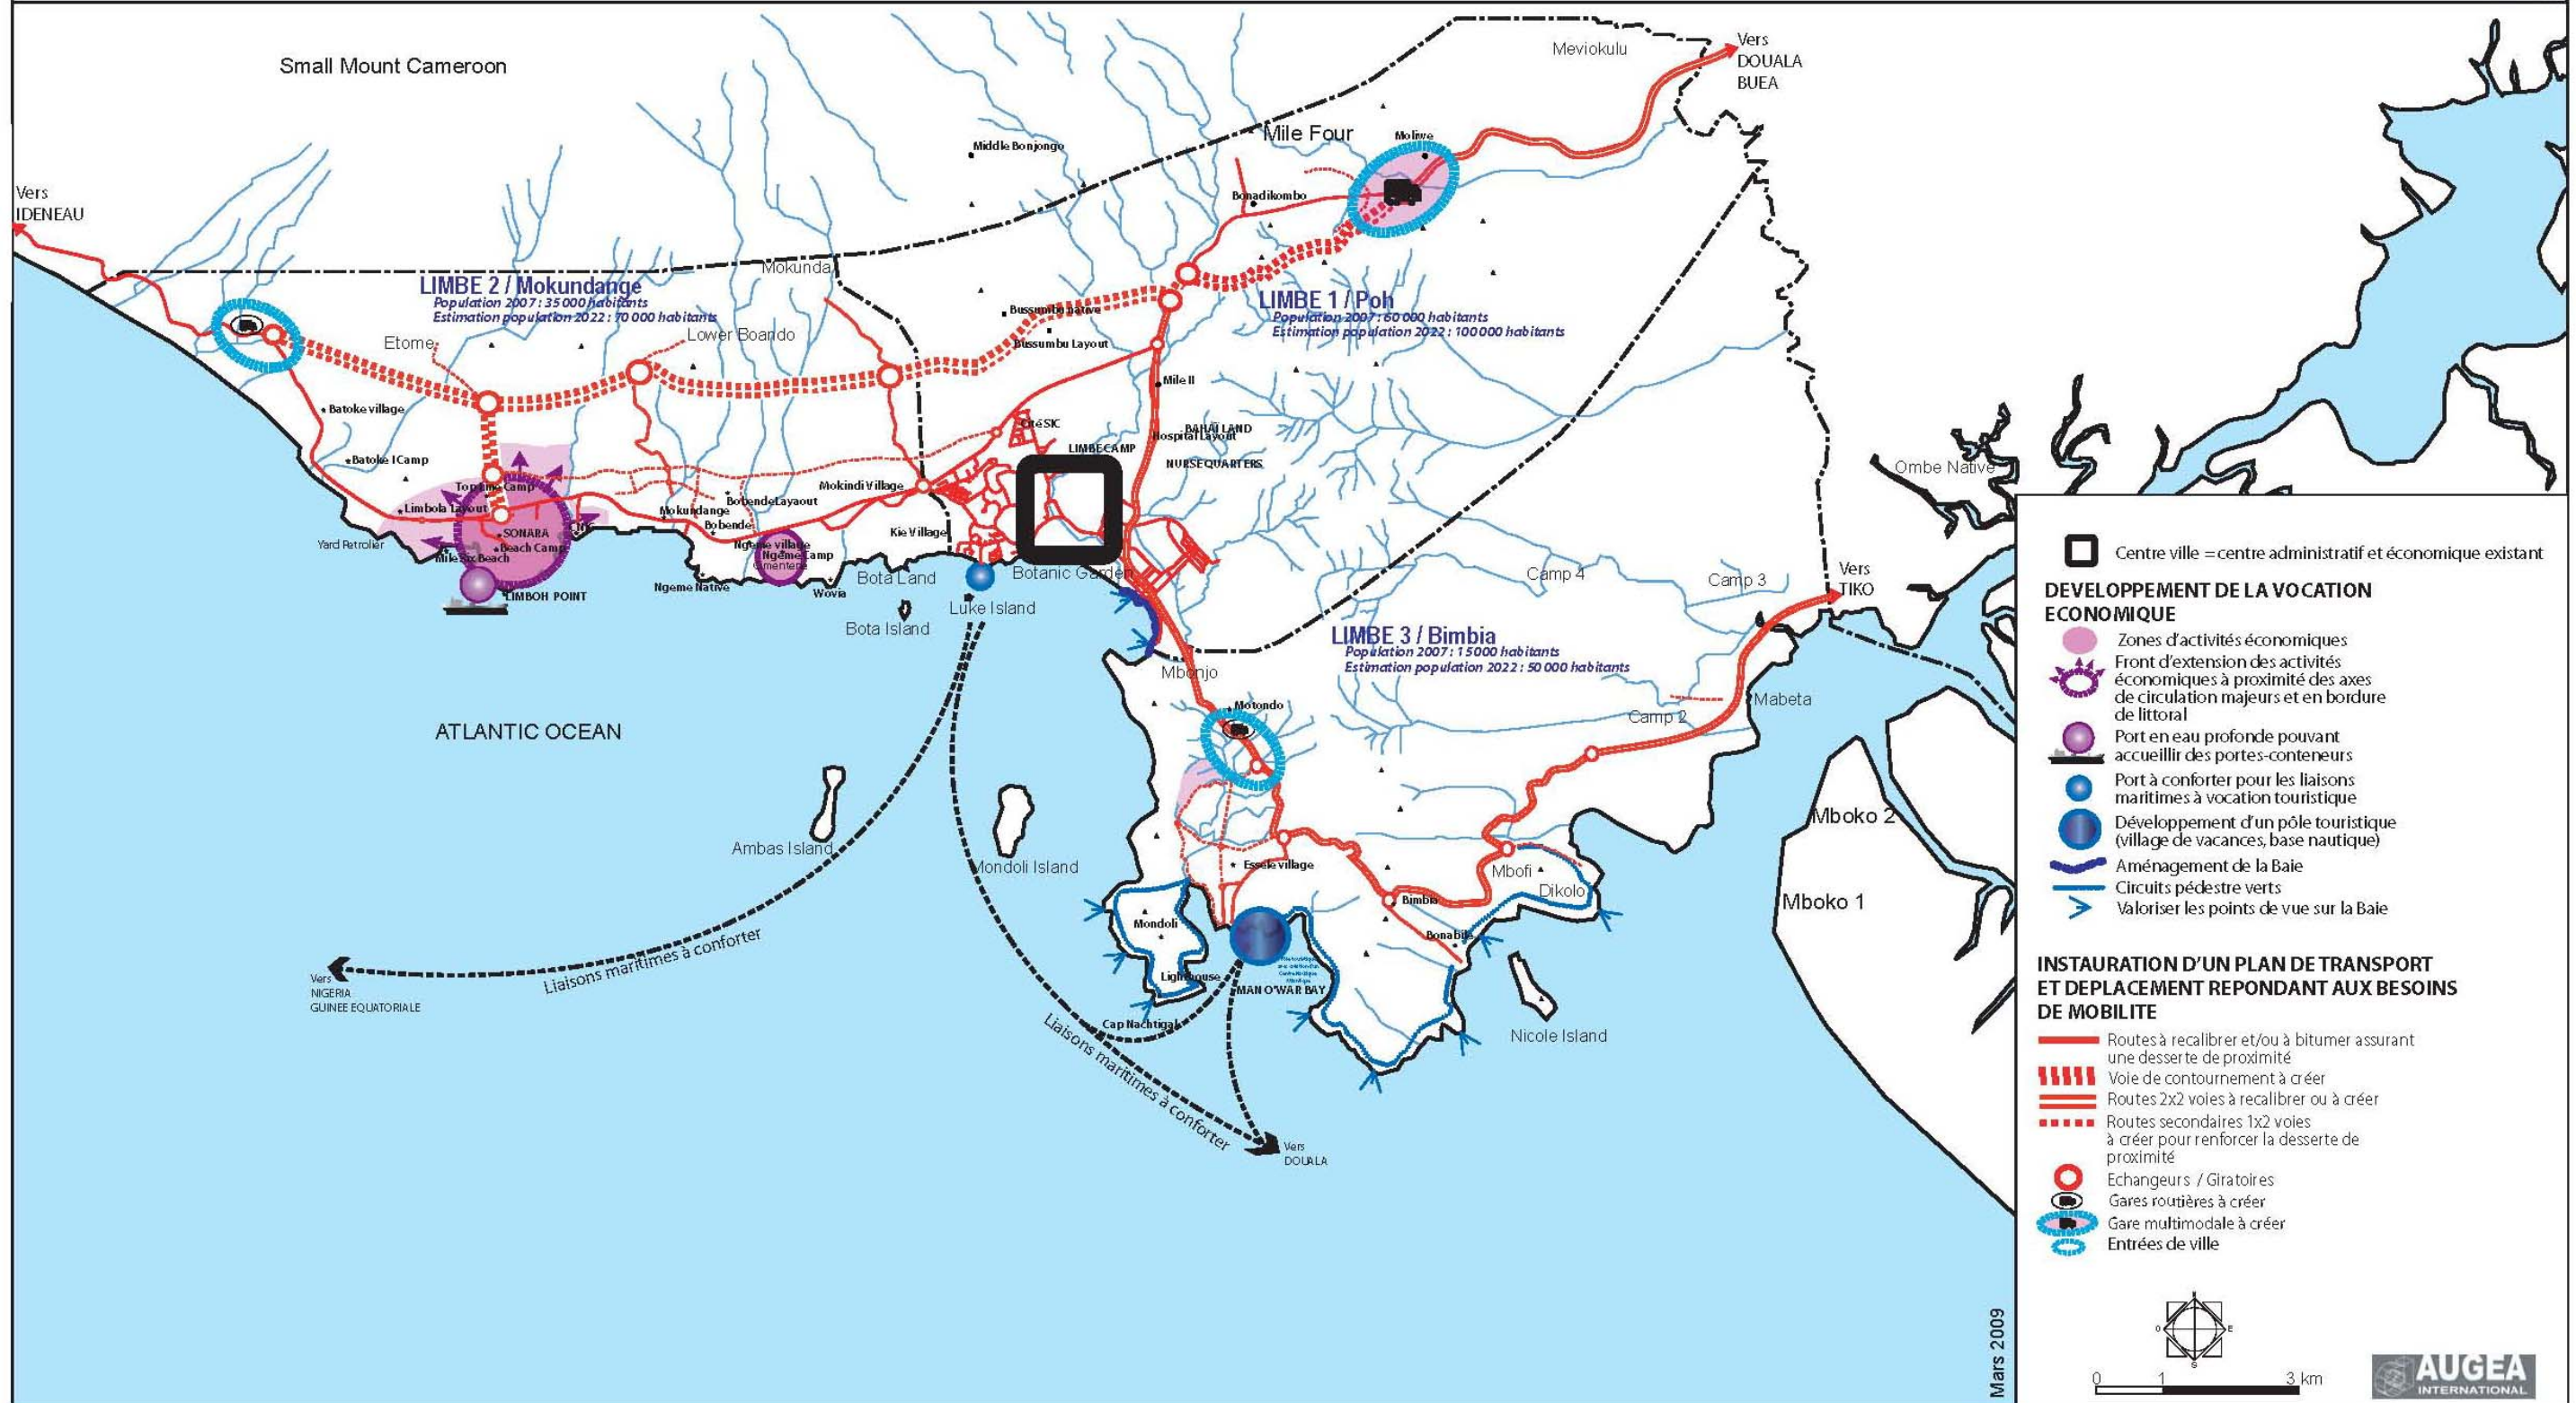 Small Mount Cameroon
Meviokulu
Vers
DOUALA
BUEA
Mile Four
Moliwe
Middle Bonjongo
Vers
IDENEAU
Bonadikombo
Mokunda
LIMBE 2 / Mokundange
Population 2007 : 35 000 habitants
Estimation population 2022 : 70 000 habitants
LIMBE 1 / Poh
Population 2007 : 60 000 habitants
Estimation population 2022 : 100 000 habitants
Bussumbu native
Etome
Lower Boando
Bussumbu Layout
Mile II
Batoke village
Cité SIC
BAHAI LAND
Hospital Layout
LIMBE CAMP
Batoke I Camp
NURSE QUARTERS
Ombe Native
Top Line Camp
Mokindi Village
Bobende Layaout
Limbola Layout
Mokundange
Bobende
SONARA
CNIC
Kie Village
Yard Petrolier
Beach Camp
Mile Six Beach
Ngeme village
Ngeme Camp
Cimenterie
Ngeme Native
Wovia
Bota Land
Botanic Garden
LIMBOH POINT
Luke Island
Bota Island
Camp 4
Camp 3
Vers
TIKO
LIMBE 3 / Bimbia
Population 2007 : 15 000 habitants
Estimation population 2022 : 50 000 habitants
Mbonjo
Motondo
Mabeta
Camp 2
ATLANTIC OCEAN
Ambas Island
Mondoli Island
Mboko 2
Essele village
Mbofi
Dikolo
Bimbia
Mboko 1
Mondoli
Bonabile
Liaisons maritimes à conforter
Vers
NIGERIA
GUINEE EQUATORIALE
Lighthouse
MAN O'WAR BAY
Cap Nachtigal
Nicole Island
Liaisons maritimes à conforter
Vers
DOUALA
Centre ville = centre administratif et économique existant
DEVELOPPEMENT DE LA VOCATION
ECONOMIQUE
Zones d'activités économiques
Front d'extension des activités
économiques à proximité des axes
de circulation majeurs et en bordure
de littoral
Port en eau profonde pouvant
accueillir des portes-conteneurs
Port à conforter pour les liaisons
maritimes à vocation touristique
Développement d'un pôle touristique
(village de vacances, base nautique)
Aménagement de la Baie
Circuits pédestre verts
Valoriser les points de vue sur la Baie
INSTAURATION D'UN PLAN DE TRANSPORT
ET DEPLACEMENT REPONDANT AUX BESOINS
DE MOBILITE
Routes à recalibrer et/ou à bitumer assurant
une desserte de proximité
Voie de contournement à créer
Routes 2x2 voies à recalibrer ou à créer
Routes secondaires 1x2 voies
à créer pour renforcer la desserte de
proximité
Echangeurs / Giratoires
Gares routières à créer
Gare multimodale à créer
Entrées de ville
N
O
E
S
0 1 3 km
Mars 2009
AUGEA
INTERNATIONAL